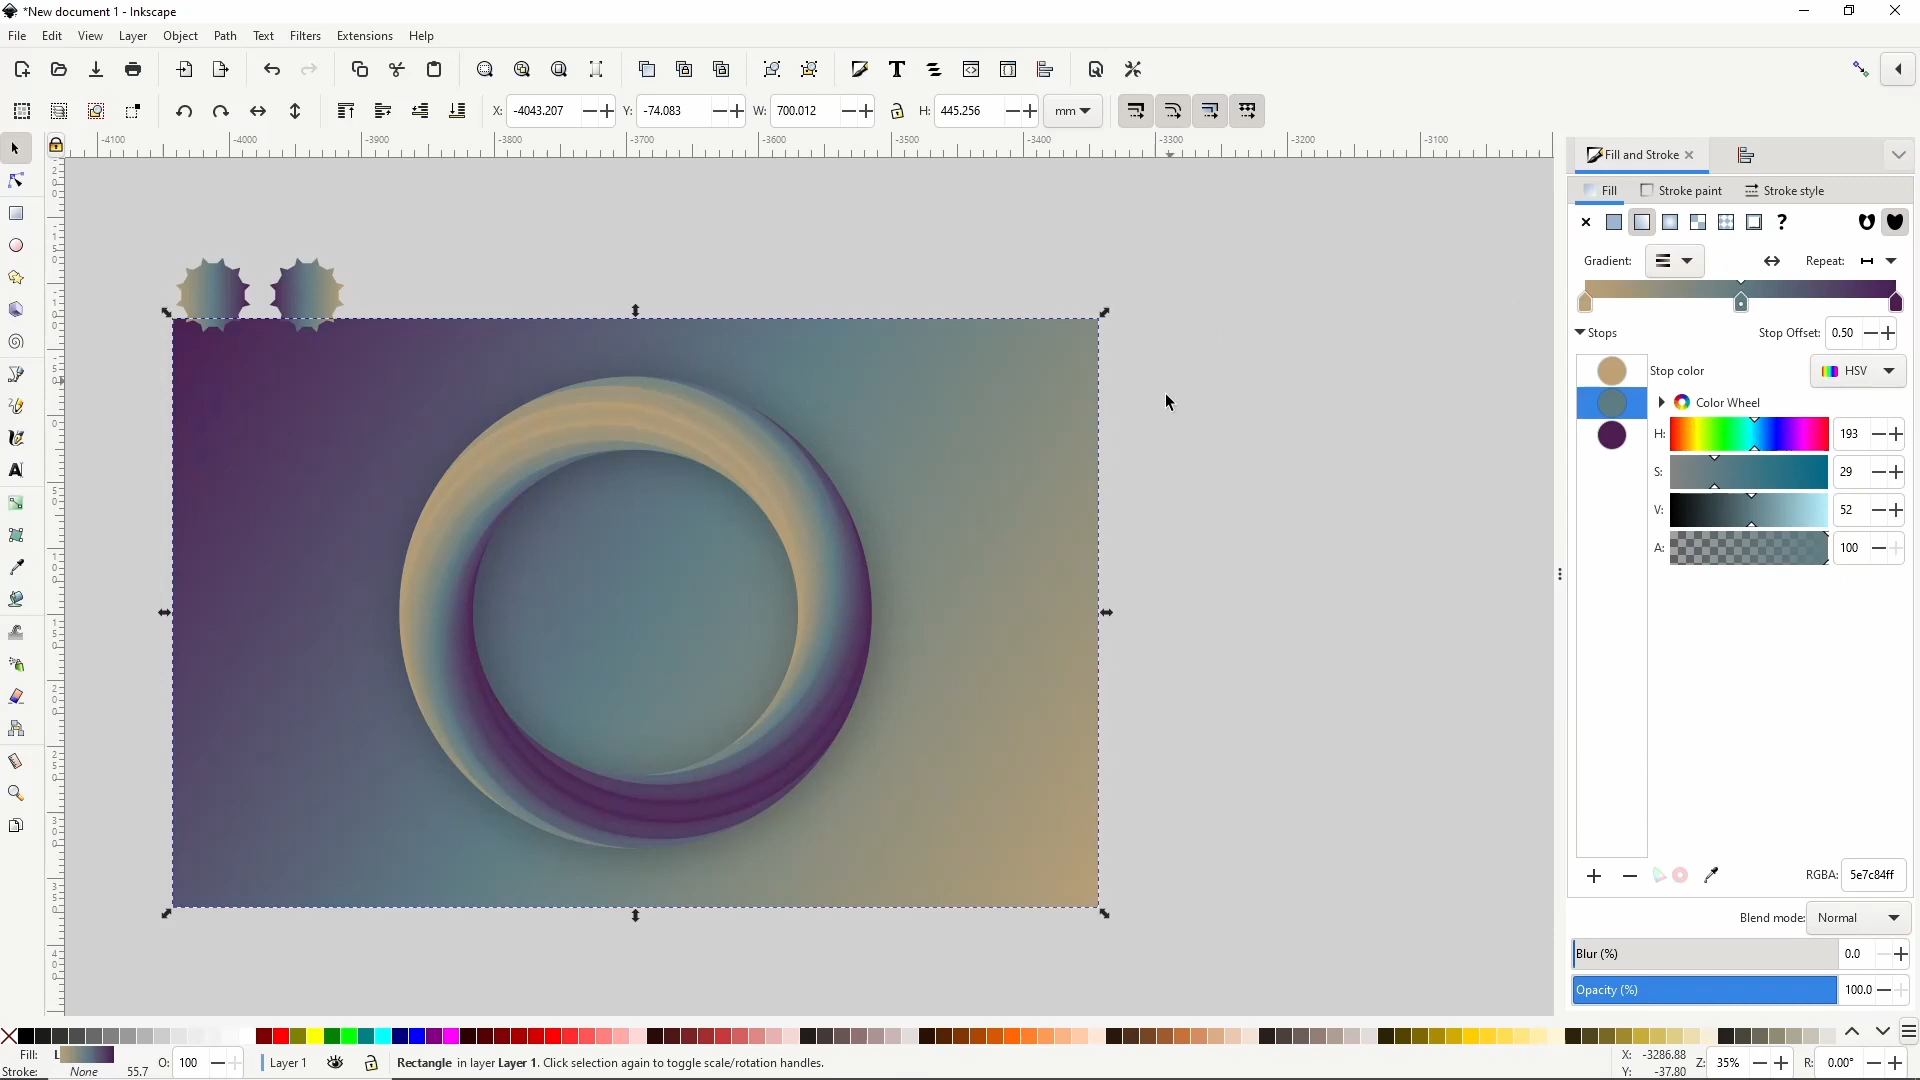 *New document 1 - Inkscape
File Edit View Layer Object Path Text Filters Extensions Help
X: -4043.207 Y: -74.083 W: 700.012 H: 445.256 mm
-4100 -4000 -3900 -3800 -3700 -3600 -3500 -3400 -3300 -3200 -3100
Fill and Stroke
Fill Stroke paint Stroke style
Gradient: Repeat:
Stops Stop Offset: 0.50
Stop color HSV
Color Wheel
H: 193
S: 29
V: 52
A: 100
RGBA: 5e7c84ff
Blend mode: Normal
Blur (%) 0.0
Opacity (%) 100.0
Fill: L O: 100 Layer 1 Rectangle in layer Layer 1. Click selection again to toggle scale/rotation handles. X: -3286.88 Z: 35% R: 0.00°
Stroke: None 55.7 Y: -37.80